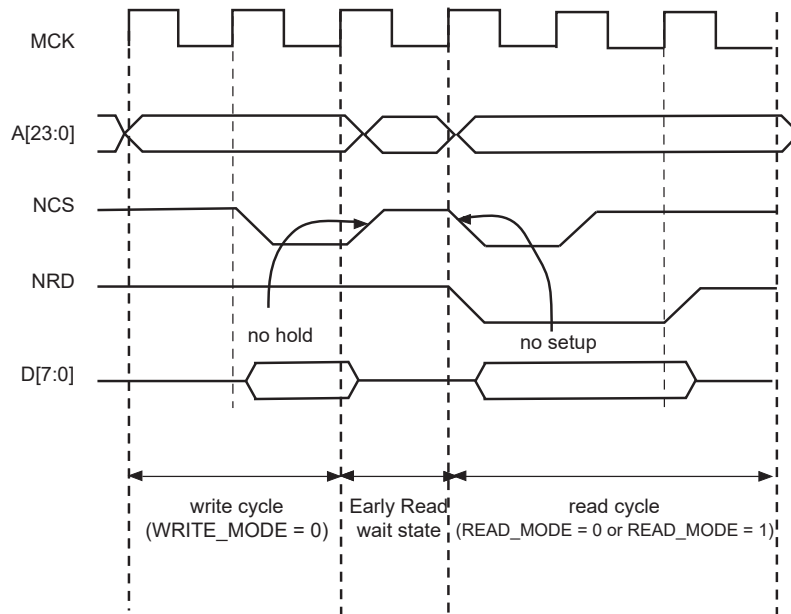 MCK
A[23:0]
NCS
NRD
no hold
no setup
D[7:0]
write cycle
(WRITE_MODE = 0)
Early Read
wait state
read cycle
(READ_MODE = 0 or READ_MODE = 1)